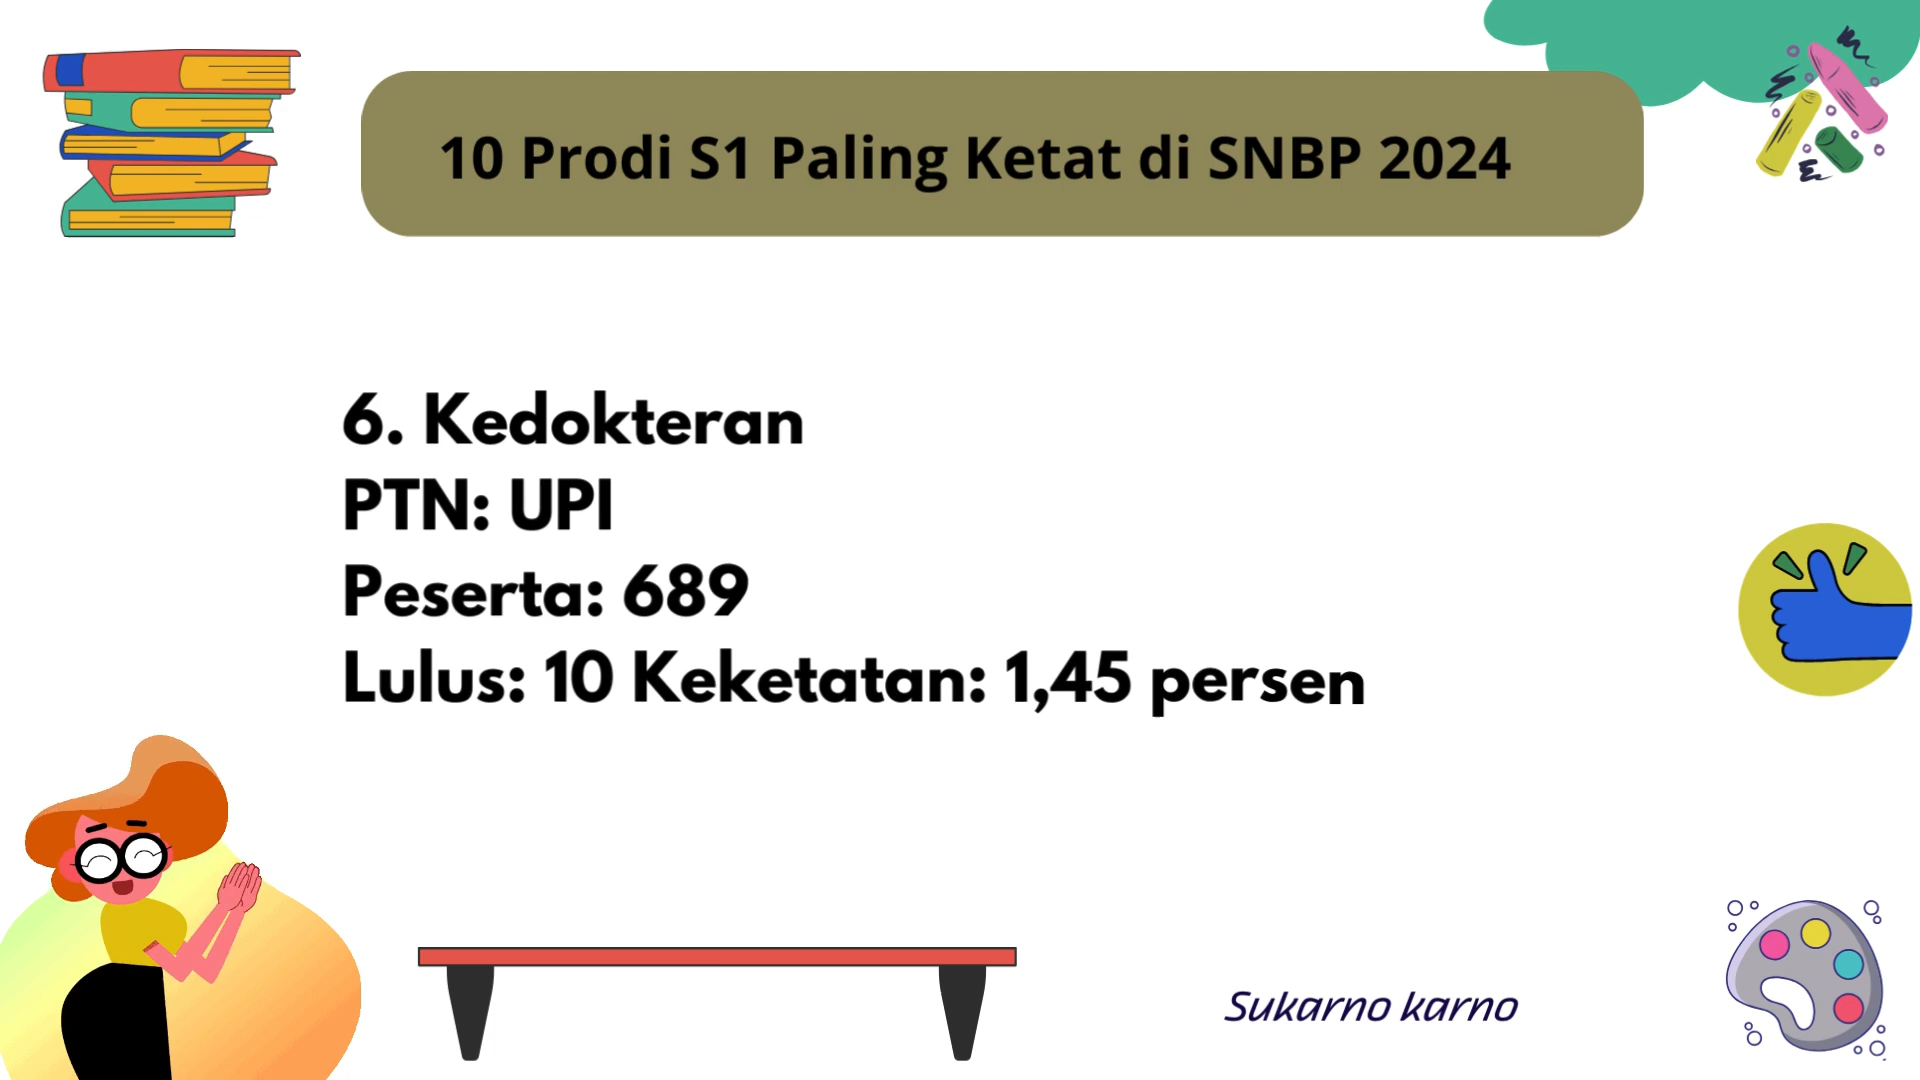 10 Prodi S1 Paling Ketat di SNBP 2024
6. Kedokteran
PTN: UPI
Peserta: 689
Lulus: 10 Keketatan: 1,45 persen
Sukarno karno